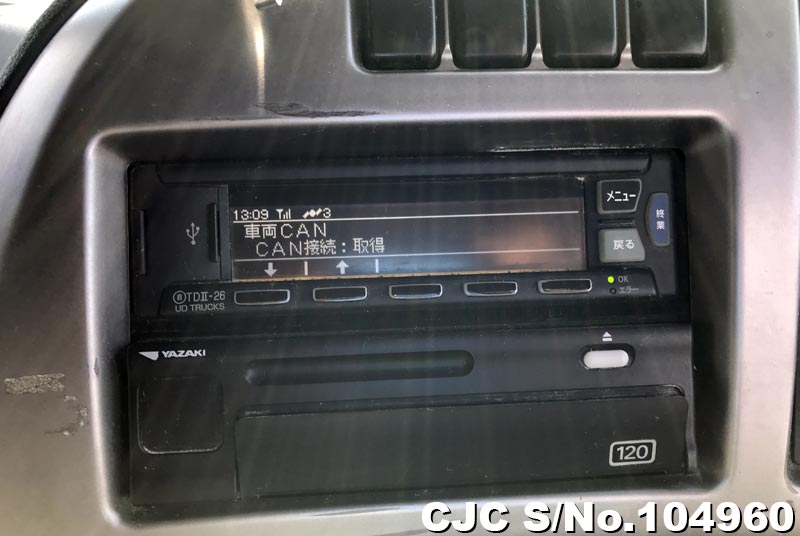 13:09 3
メニュー
車両CAN
終業
CAN接続：取得
戻る
OK
エラー
TDⅡ-26
UD TRUCKS
YAZAKI
120
CJC S/No.104960